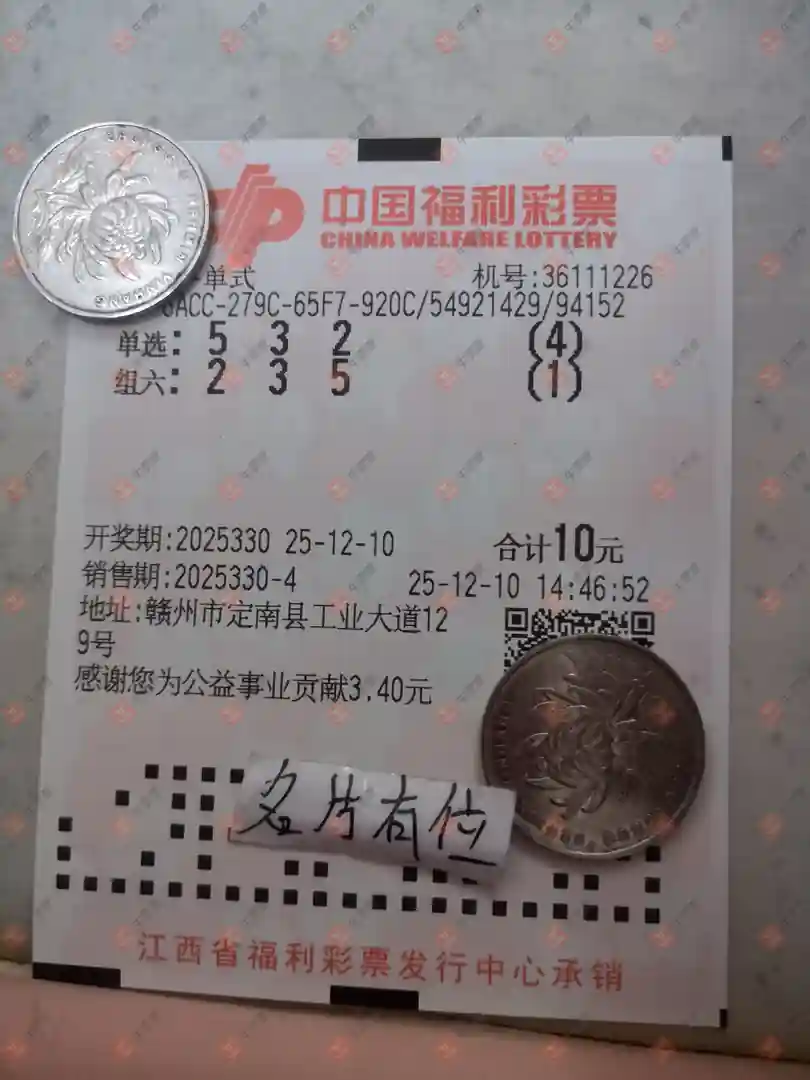 中国福利彩票
CHINA WELFARE LOTTERY
单式 机号:36111226
6ACC-279C-65F7-920C/54921429/94152
单选: 5 3 2 (4)
组六: 2 3 5 (1)
开奖期:2025330 25-12-10 合计10元
销售期:2025330-4 25-12-10 14:46:52
地址:赣州市定南县工业大道12
9号
感谢您为公益事业贡献3.40元
名片有位
江西省福利彩票发行中心承销